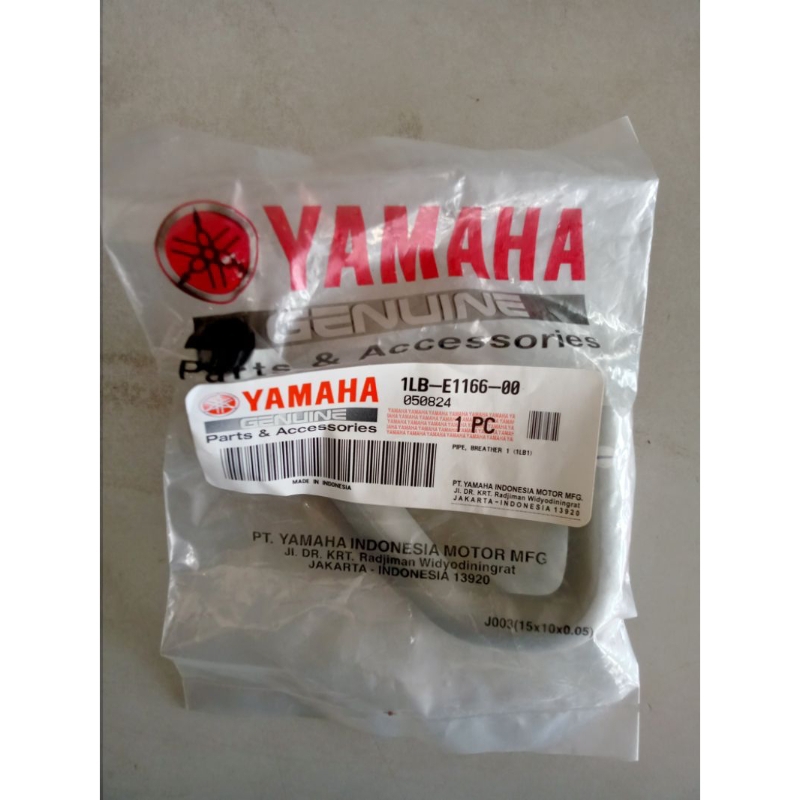 YAMAHA
GENUINE
Parts & Accessories
YAMAHA
GENUINE
Parts & Accessories
MADE IN INDONESIA
1LB-E1166-00
050824
1 PC
PIPE, BREATHER 1 (1LB1)
PT. YAMAHA INDONESIA MOTOR MFG.
Jl. DR. KRT. Radjiman Widyodiningrat
JAKARTA - INDONESIA 13920
PT. YAMAHA INDONESIA MOTOR MFG
Jl. DR. KRT. Radjiman Widyodiningrat
JAKARTA - INDONESIA 13920
J003(15x10x0.05)